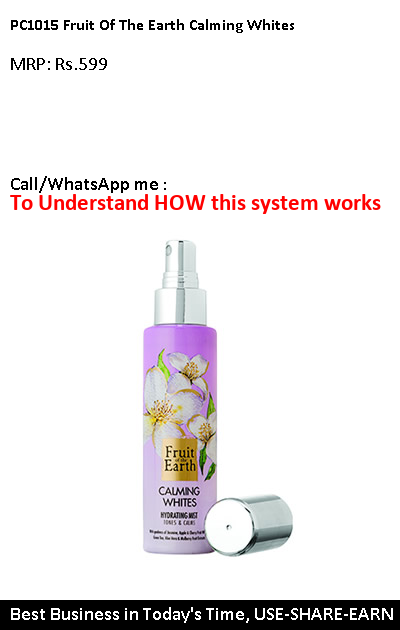 PC1015 Fruit Of The Earth Calming Whites
MRP: Rs.599
Call/WhatsApp me :
To Understand HOW this system works
Fruit
of the
Earth
CALMING
WHITES
HYDRATING MIST
TONES & CALMS
Best Business in Today's Time, USE-SHARE-EARN